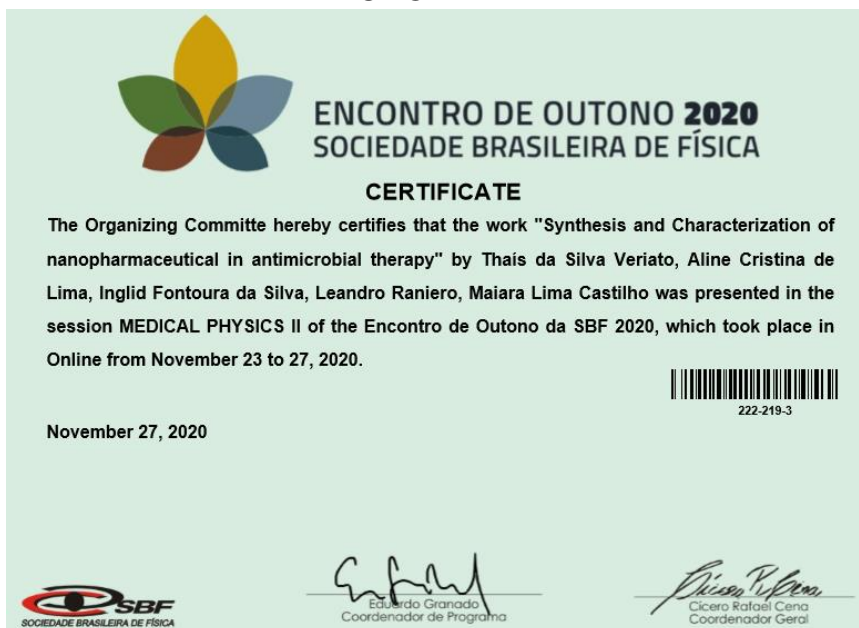 ENCONTRO DE OUTONO 2020
SOCIEDADE BRASILEIRA DE FÍSICA
CERTIFICATE
The Organizing Committe hereby certifies that the work "Synthesis and Characterization of
nanopharmaceutical in antimicrobial therapy" by Thaís da Silva Veriato, Aline Cristina de
Lima, Inglid Fontoura da Silva, Leandro Raniero, Maiara Lima Castilho was presented in the
session MEDICAL PHYSICS II of the Encontro de Outono da SBF 2020, which took place in
Online from November 23 to 27, 2020.
222-219-3
November 27, 2020
SBF
SOCIEDADE BRASILEIRA DE FÍSICA
Eduardo Granado
Coordenador de Programa
Cícero Rafael Cena
Coordenador Geral